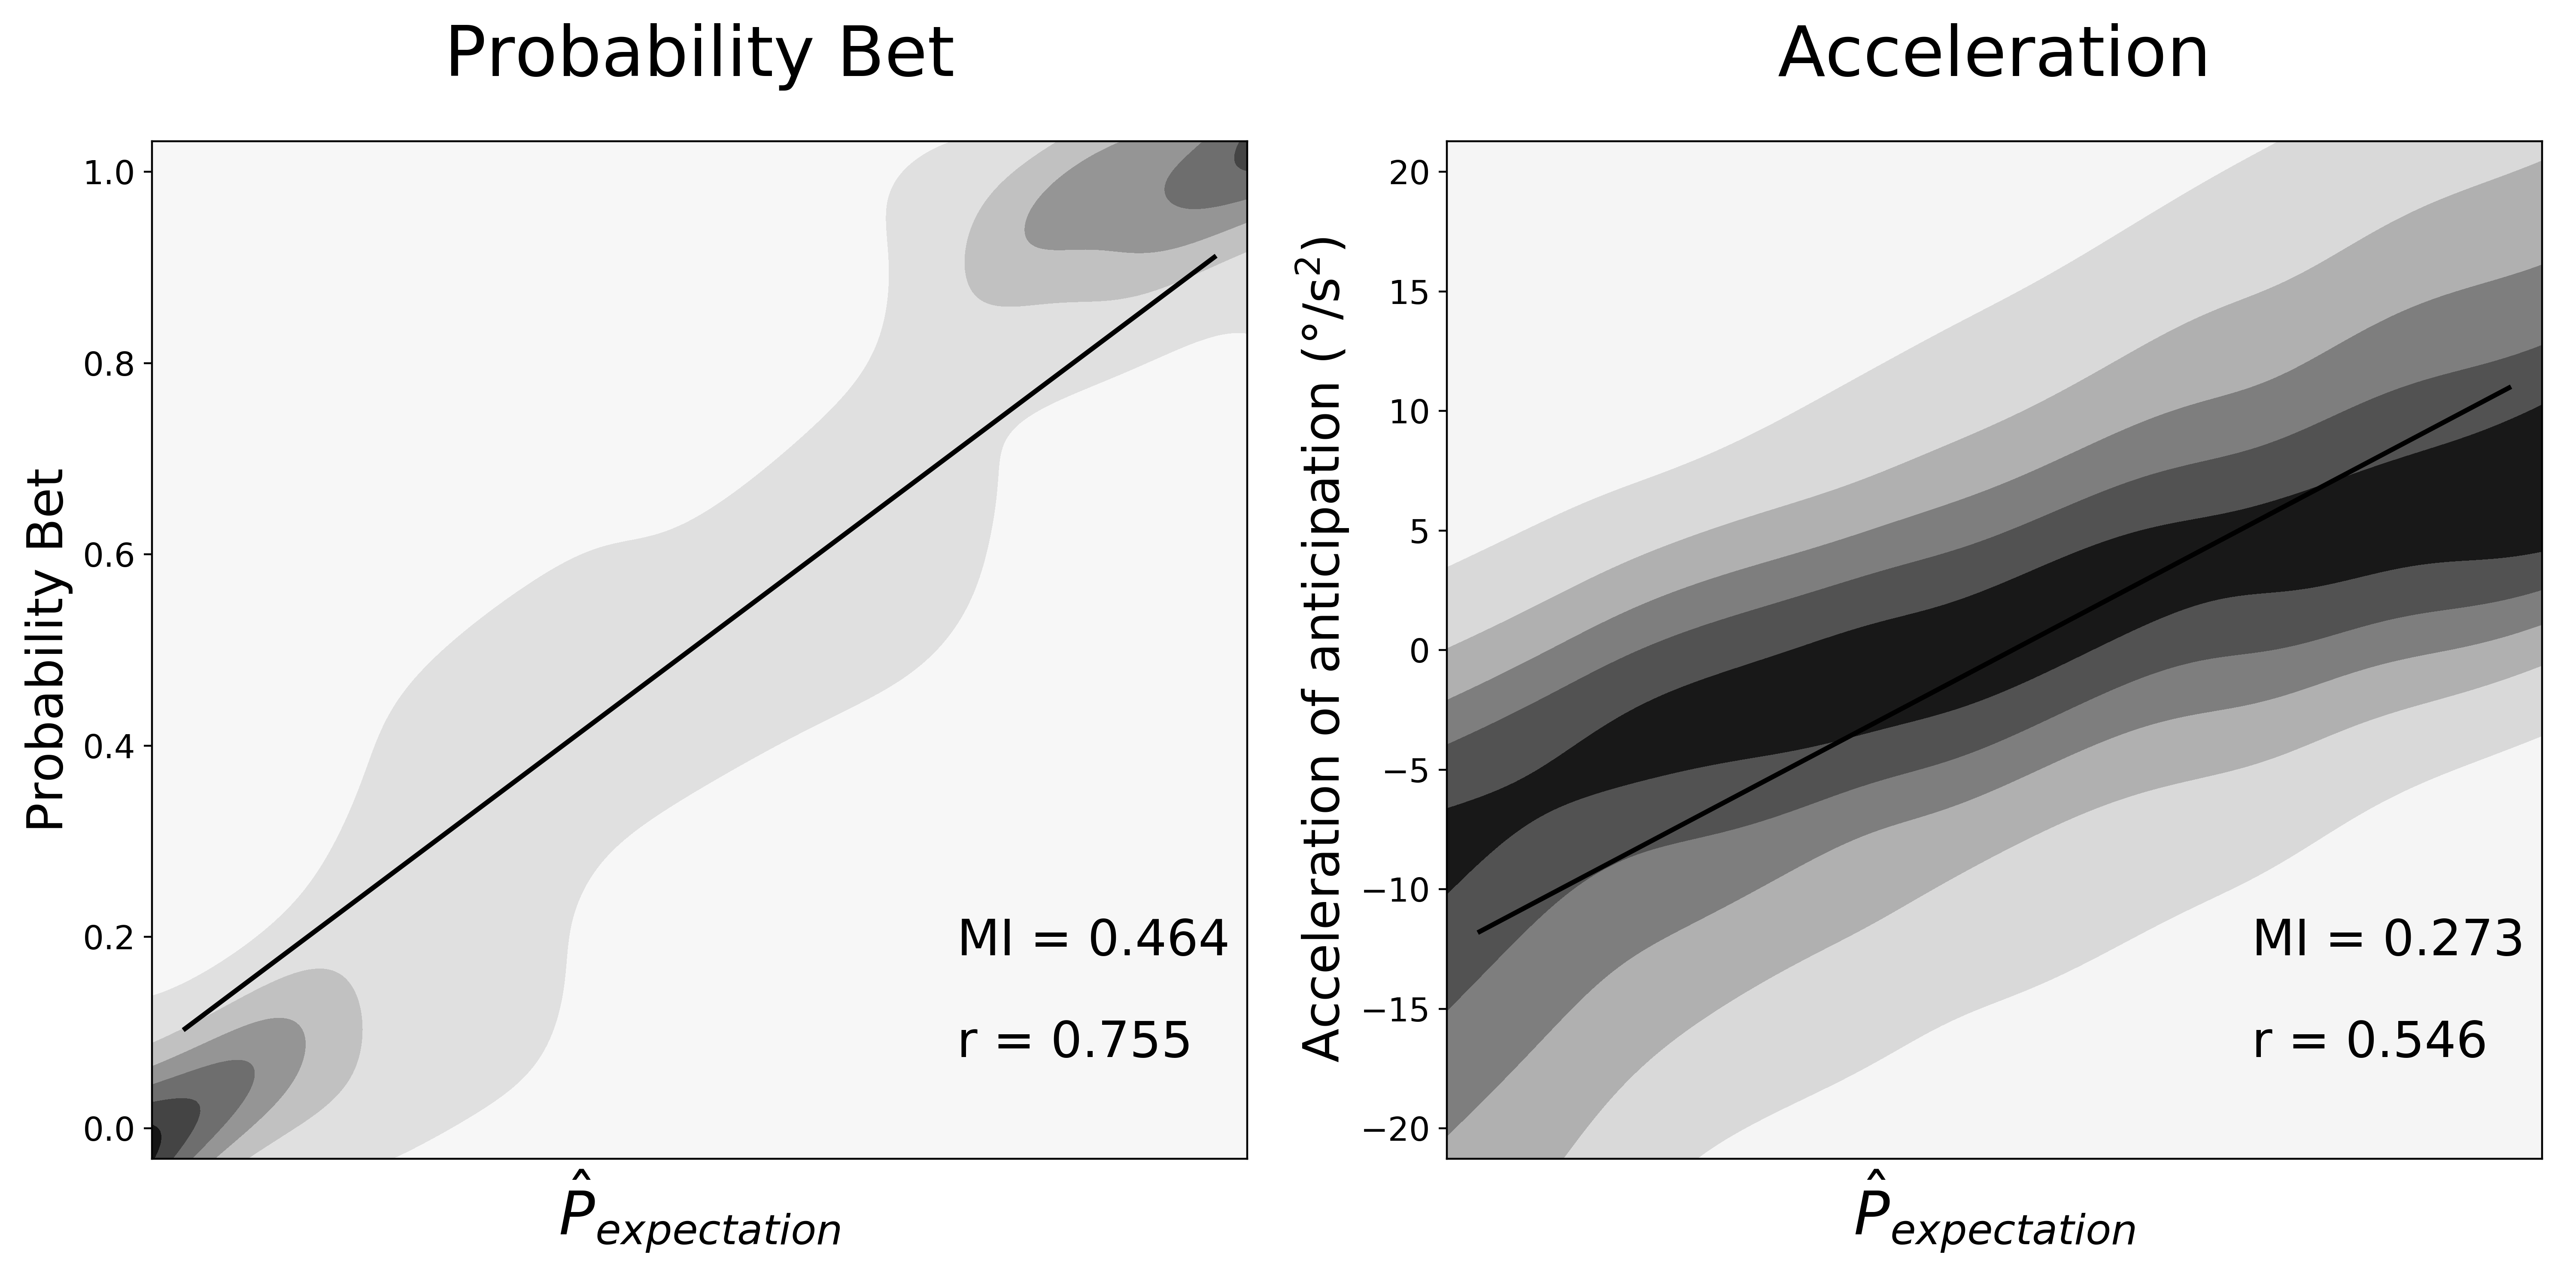 Probability Bet
Probability Bet
1.0
0.8
0.6
0.4
0.2
0.0
MI = 0.464
r = 0.755
P̂expectation
Acceleration
Acceleration of anticipation (°/s²)
20
15
10
5
0
−5
−10
−15
−20
MI = 0.273
r = 0.546
P̂expectation